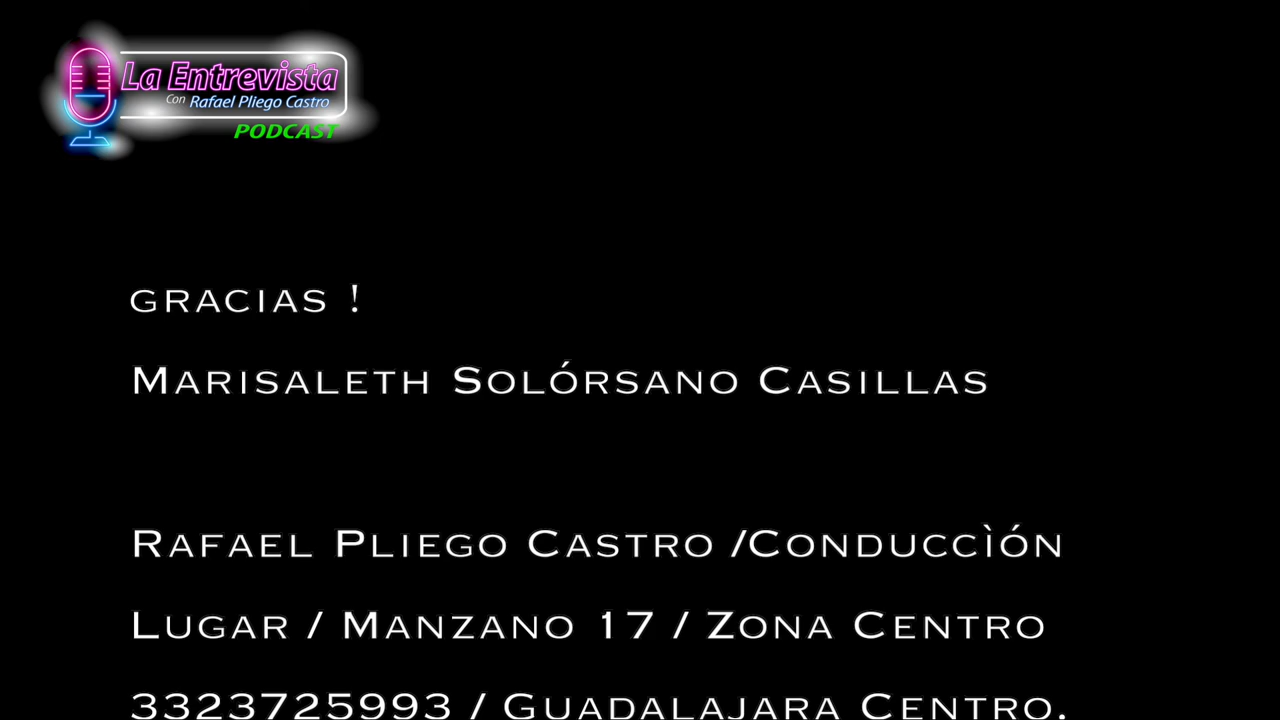 La Entrevista
Con Rafael Pliego Castro
PODCAST
GRACIAS !
MARISALETH SOLÓRSANO CASILLAS
RAFAEL PLIEGO CASTRO /CONDUCCÌÓN
LUGAR / MANZANO 17 / ZONA CENTRO
3323725993 / GUADALAJARA CENTRO.